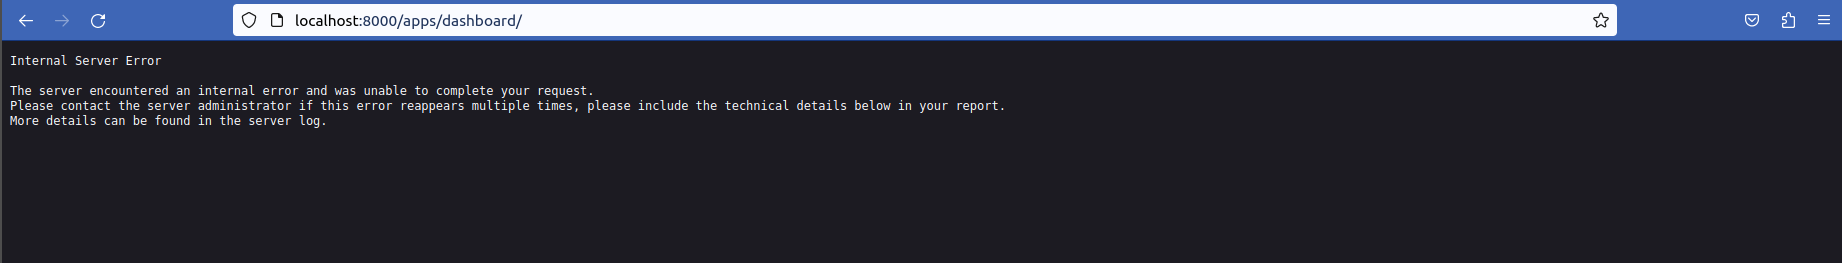 localhost:8000/apps/dashboard/
Internal Server Error
The server encountered an internal error and was unable to complete your request.
Please contact the server administrator if this error reappears multiple times, please include the technical details below in your report.
More details can be found in the server log.